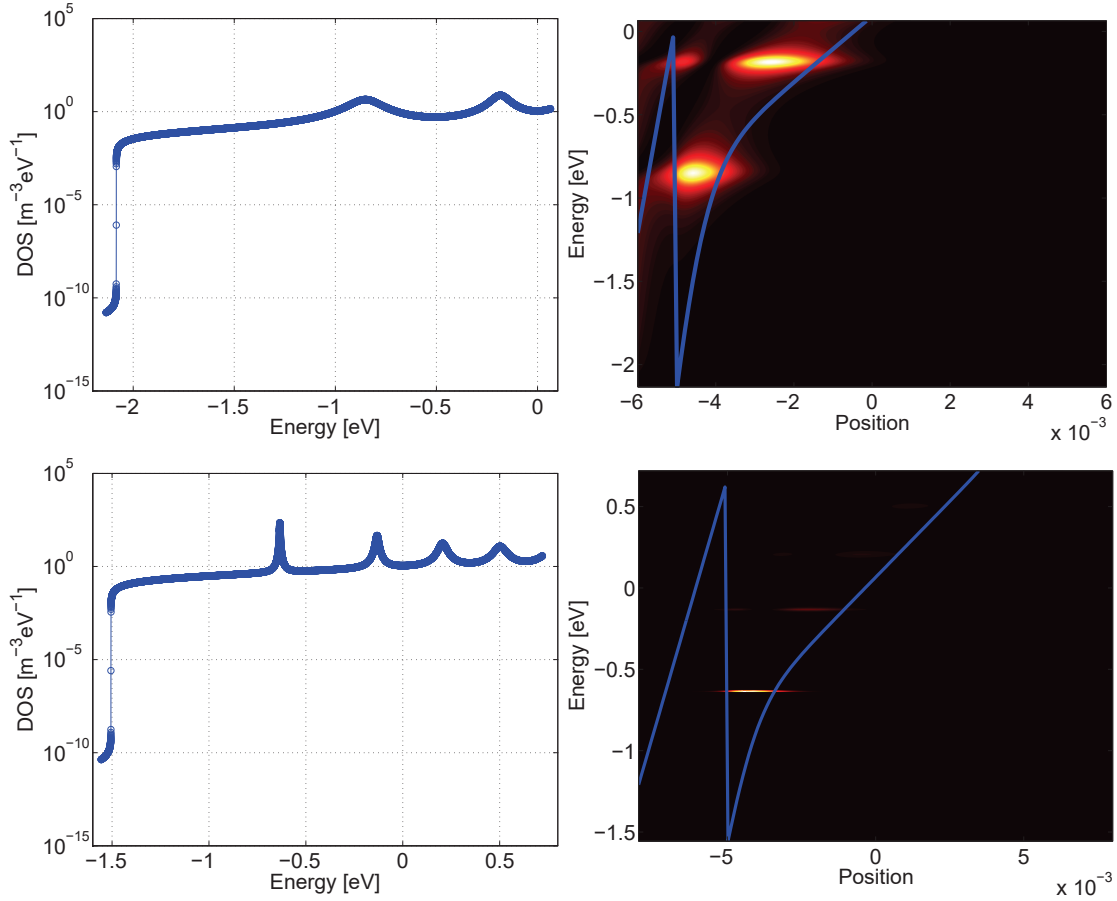 10^5
10^0
10^−5
10^−10
10^−15
DOS [m^−3eV^−1]
−2 −1.5 −1 −0.5 0
Energy [eV]
0
−0.5
−1
−1.5
−2
Energy [eV]
−6 −4 −2 0 2 4 6
Position
x 10^−3
10^5
10^0
10^−5
10^−10
10^−15
DOS [m^−3eV^−1]
−1.5 −1 −0.5 0 0.5
Energy [eV]
0.5
0
−0.5
−1
−1.5
Energy [eV]
−5 0 5
Position
x 10^−3